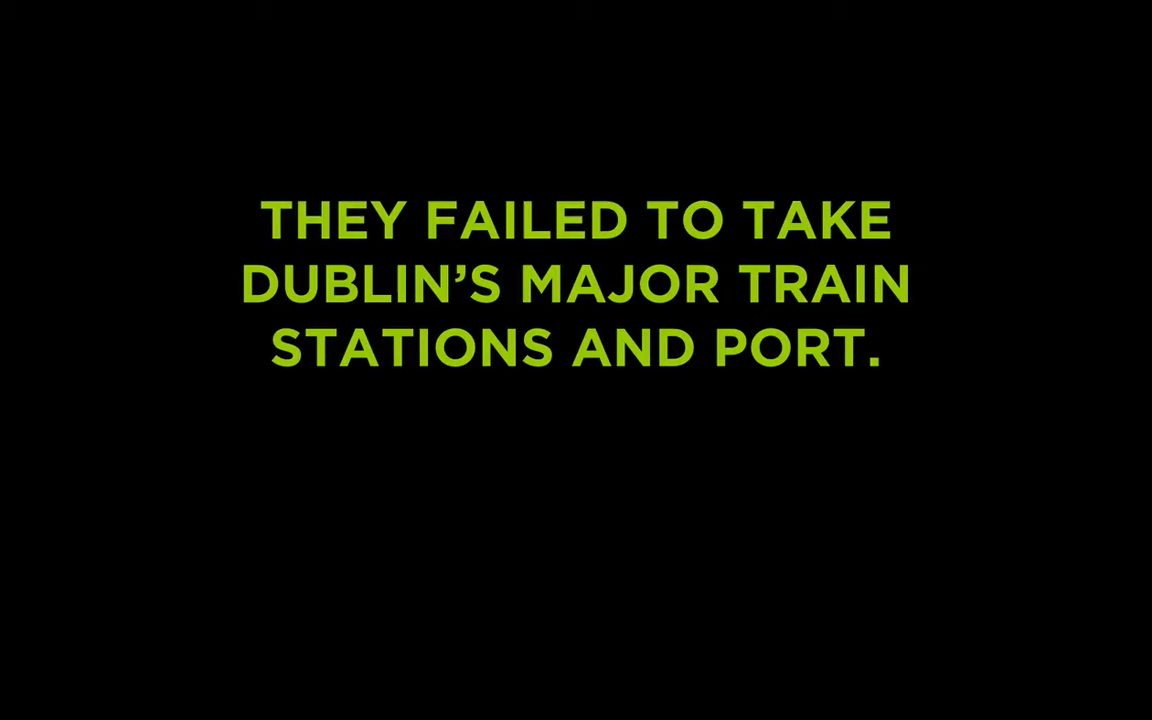 THEY FAILED TO TAKE
DUBLIN’S MAJOR TRAIN
STATIONS AND PORT.